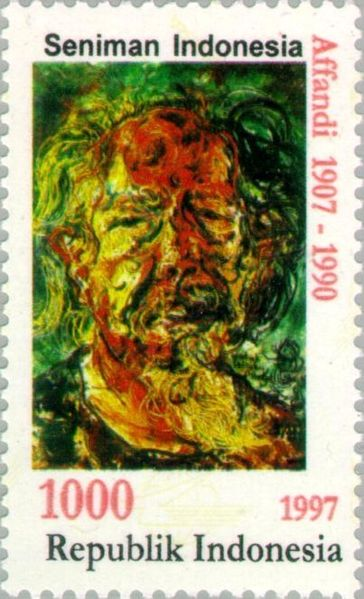 Seniman Indonesia
Affandi 1907 - 1990
1000
1997
Republik Indonesia